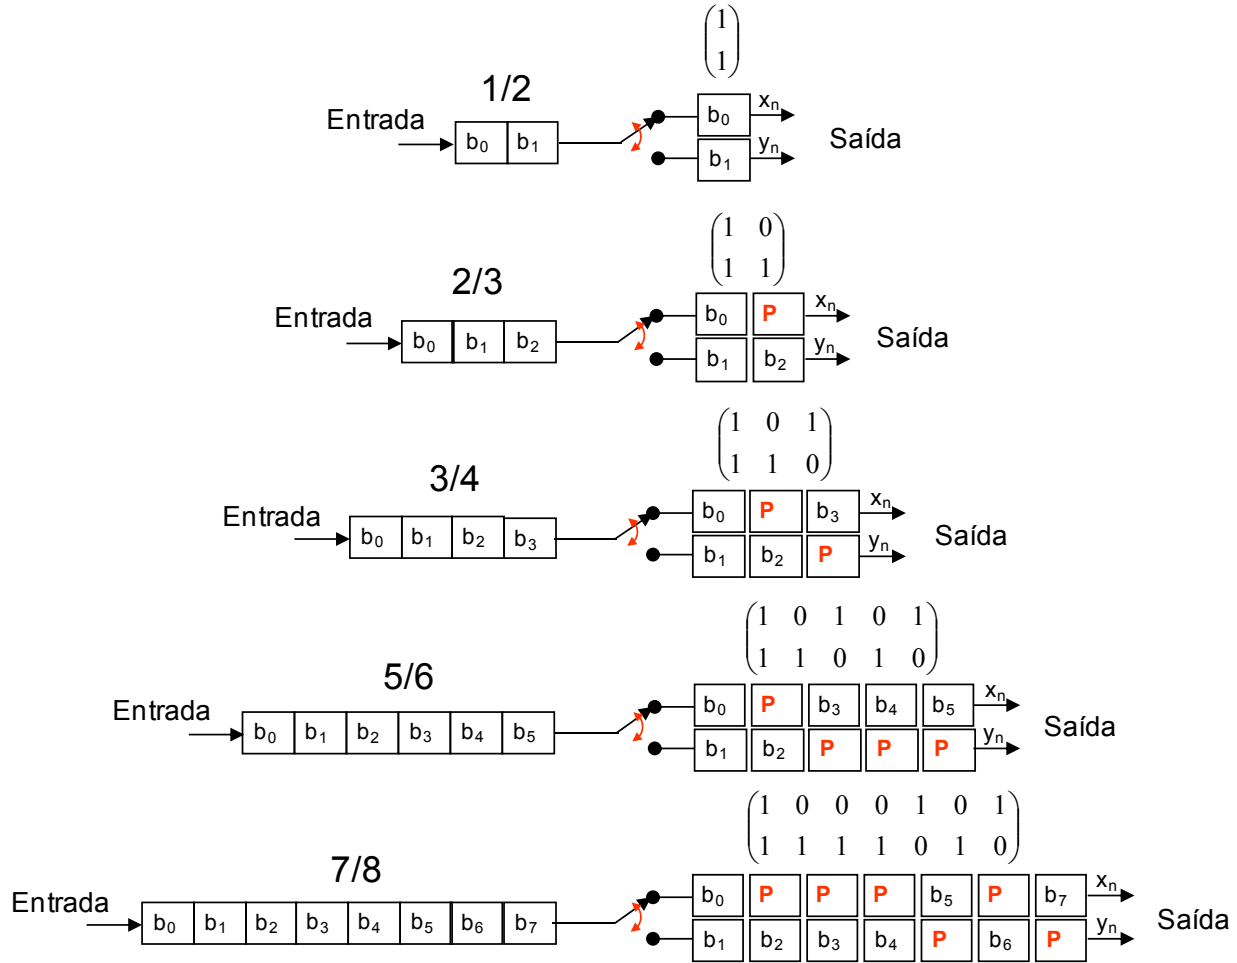 (1
1)
1/2
Entrada
b0 b1
b0 xn
b1 yn
Saída
(1 0
1 1)
2/3
Entrada
b0 b1 b2
b0 P xn
b1 b2 yn
Saída
(1 0 1
1 1 0)
3/4
Entrada
b0 b1 b2 b3
b0 P b3 xn
b1 b2 P yn
Saída
(1 0 1 0 1
1 1 0 1 0)
5/6
Entrada
b0 b1 b2 b3 b4 b5
b0 P b3 b4 b5 xn
b1 b2 P P P yn
Saída
(1 0 0 0 1 0 1
1 1 1 1 0 1 0)
7/8
Entrada
b0 b1 b2 b3 b4 b5 b6 b7
b0 P P P b5 P b7 xn
b1 b2 b3 b4 P b6 P yn
Saída